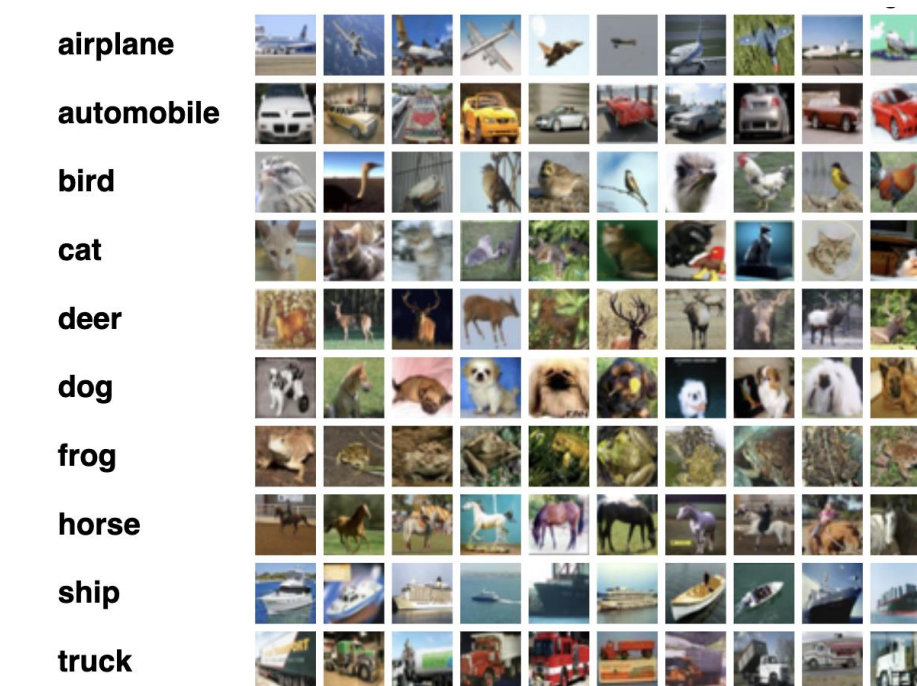 airplane
automobile
bird
cat
deer
dog
frog
horse
ship
truck